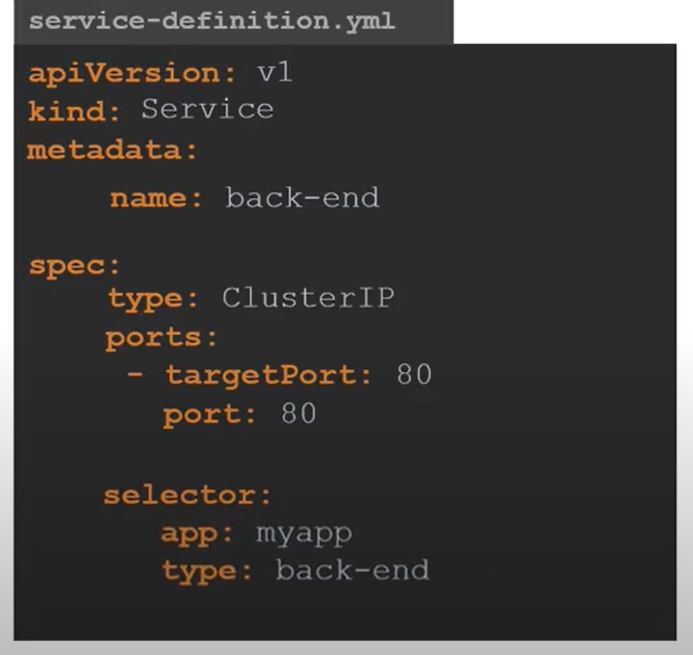 service-definition.yml
apiVersion: v1
kind: Service
metadata:
name: back-end
spec:
type: ClusterIP
ports:
- targetPort: 80
port: 80
selector:
app: myapp
type: back-end